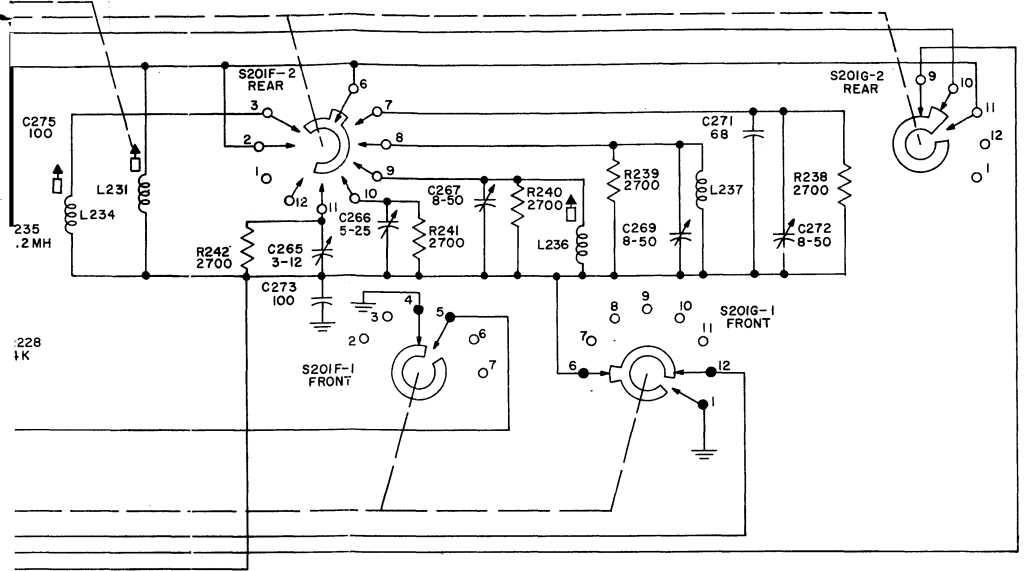 S201F-2
REAR
S201G-2
REAR
6
3
7
9
10
11
C275
100
C271
68
2
8
12
1
1
9
L231
C267
8-50
R240
2700
R239
2700
L237
R238
2700
10
12
11
L234
C266
5-25
R241
2700
235
.2 MH
R242
2700
C265
3-12
L236
C269
8-50
C272
8-50
C273
100
4
5
3
8
9
10
S201G-1
FRONT
11
7
2
6
228
4K
S201F-1
FRONT
7
6
12
1